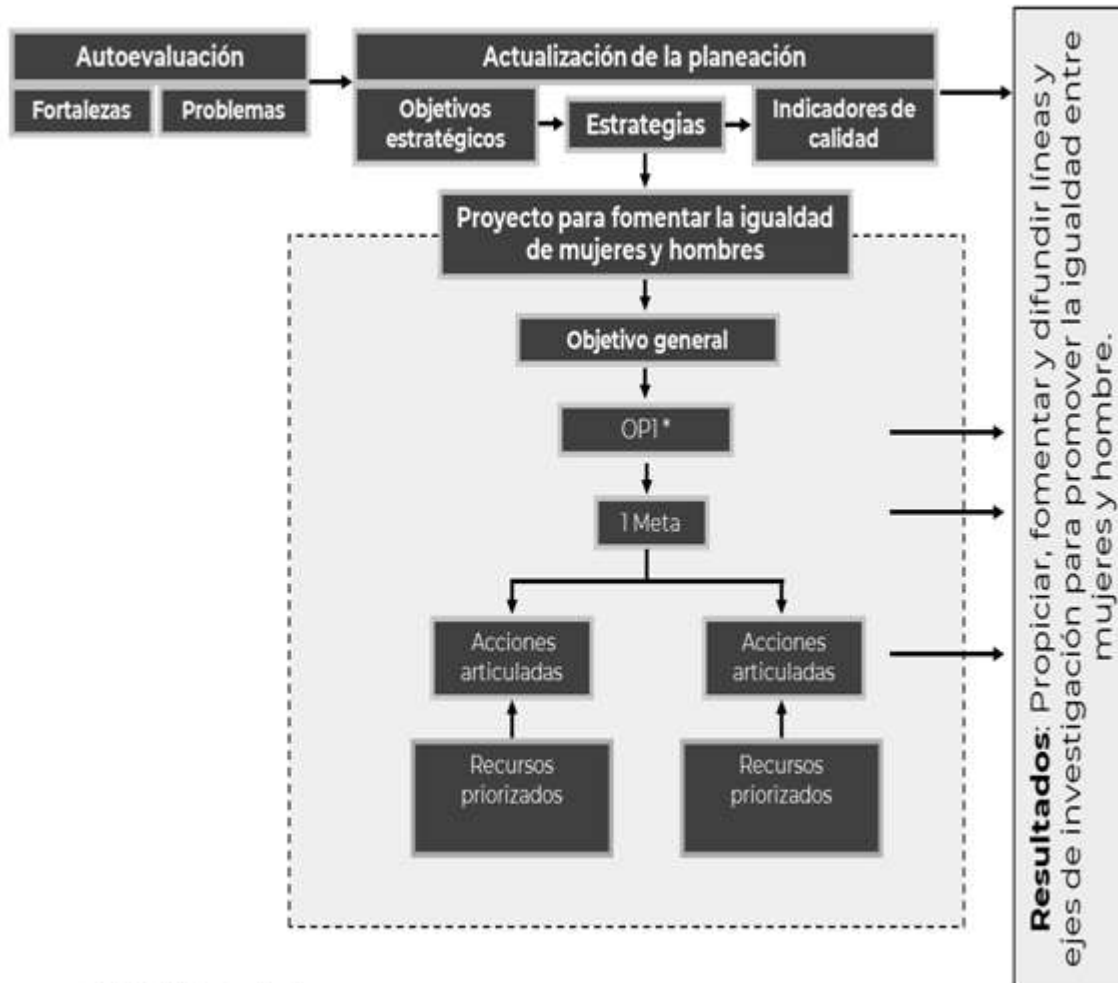 Autoevaluación
Fortalezas
Problemas
Actualización de la planeación
Objetivos
estratégicos
Estrategias
Indicadores de
calidad
Proyecto para fomentar la igualdad
de mujeres y hombres
Objetivo general
OP1 *
1 Meta
Acciones
articuladas
Acciones
articuladas
Recursos
priorizados
Recursos
priorizados
Resultados: Propiciar, fomentar y difundir líneas y
ejes de investigación para promover la igualdad entre
mujeres y hombre.